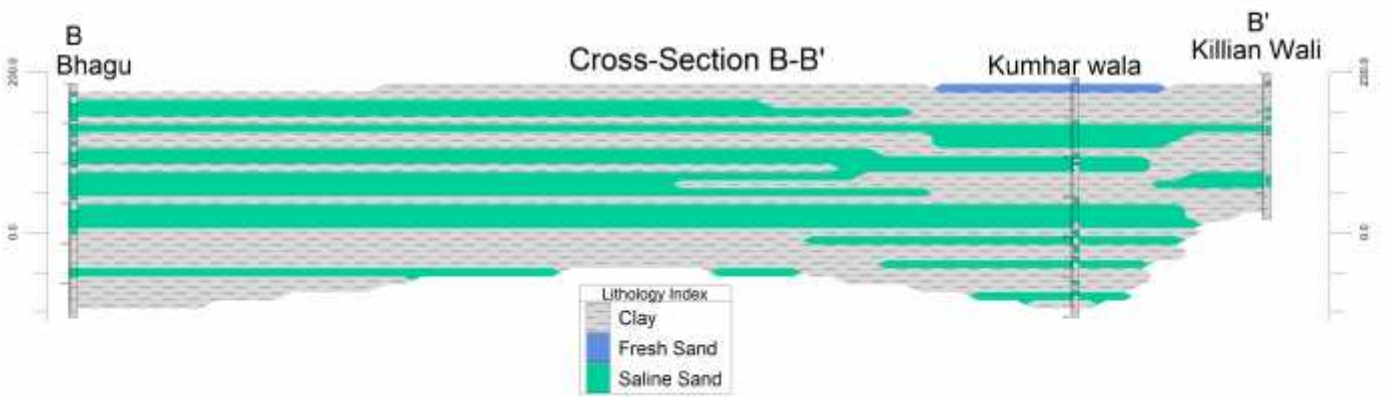 B
Bhagu
Cross-Section B-B'
Kumhar wala
B'
Killian Wali
200.0
0.0
200.0
0.0
Lithology Index
Clay
Fresh Sand
Saline Sand